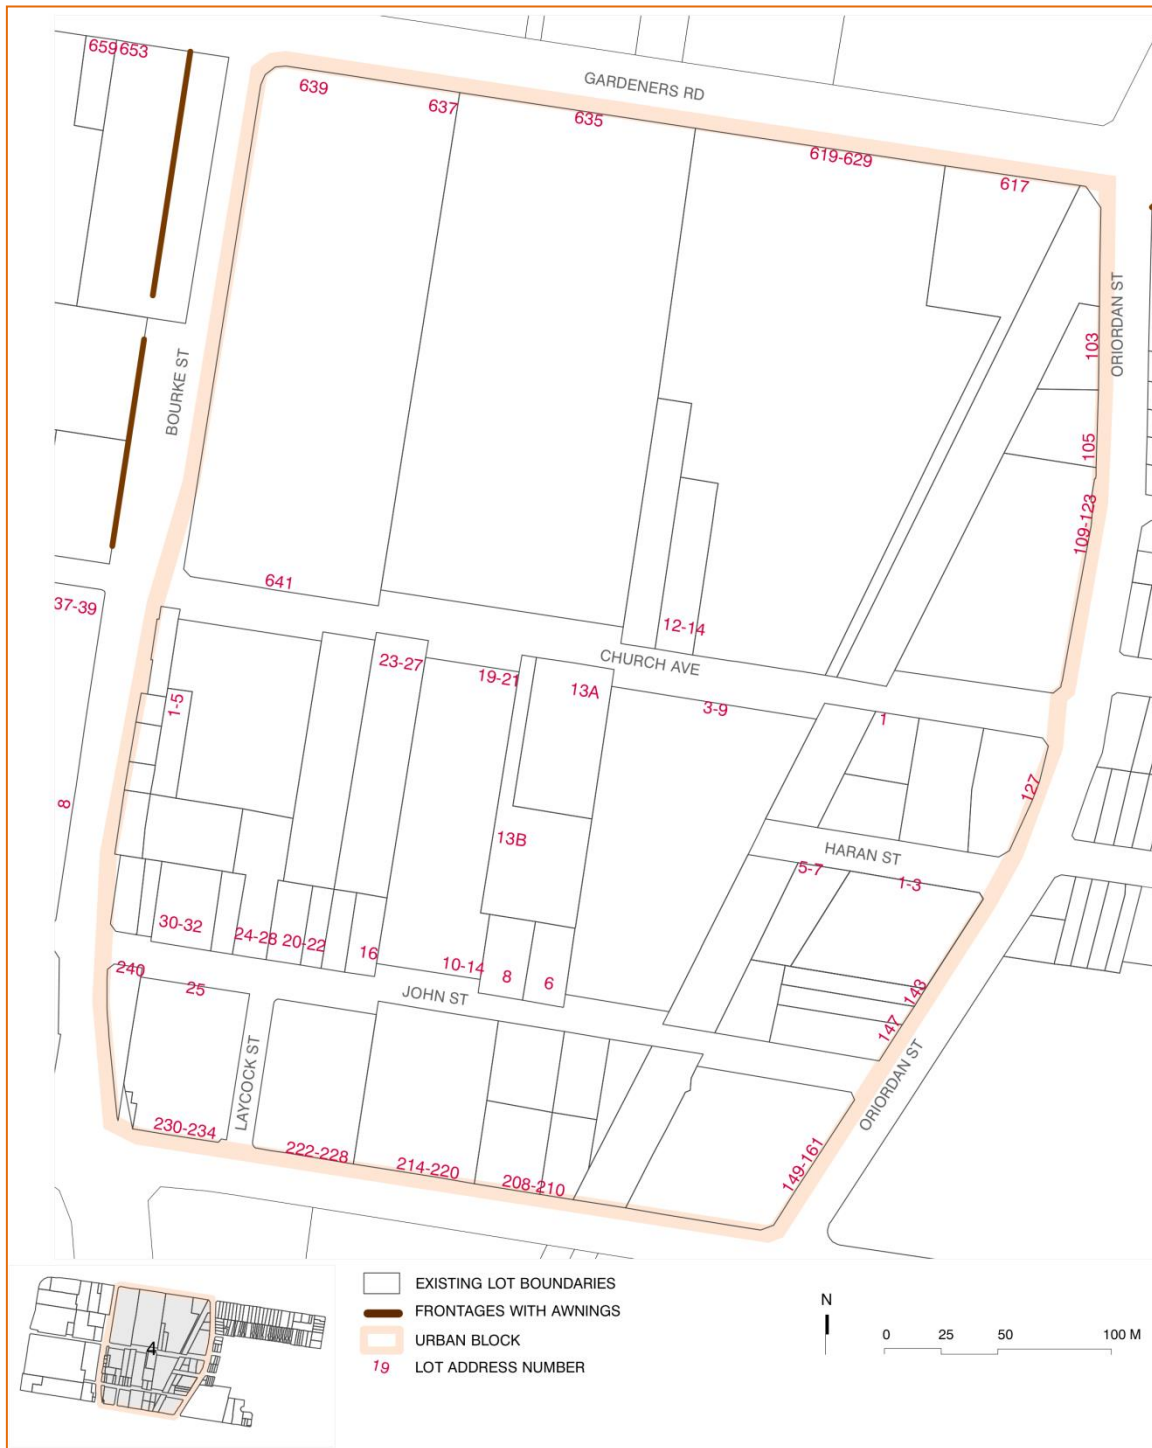 659 653
GARDENERS RD
639
637
635
619-629
617
ORIORDAN ST
103
BOURKE ST
105
109-123
641
37-39
12-14
CHURCH AVE
23-27
19-21
13A
1-5
3-9
1
127
8
13B
HARAN ST
5-7
1-3
30-32
24-28
20-22
16
10-14
8
6
240
25
JOHN ST
143
147
LAYCOCK ST
ORIORDAN ST
230-234
222-228
214-220
208-210
149-161
4
EXISTING LOT BOUNDARIES
FRONTAGES WITH AWNINGS
URBAN BLOCK
19 LOT ADDRESS NUMBER
N
0 25 50 100 M